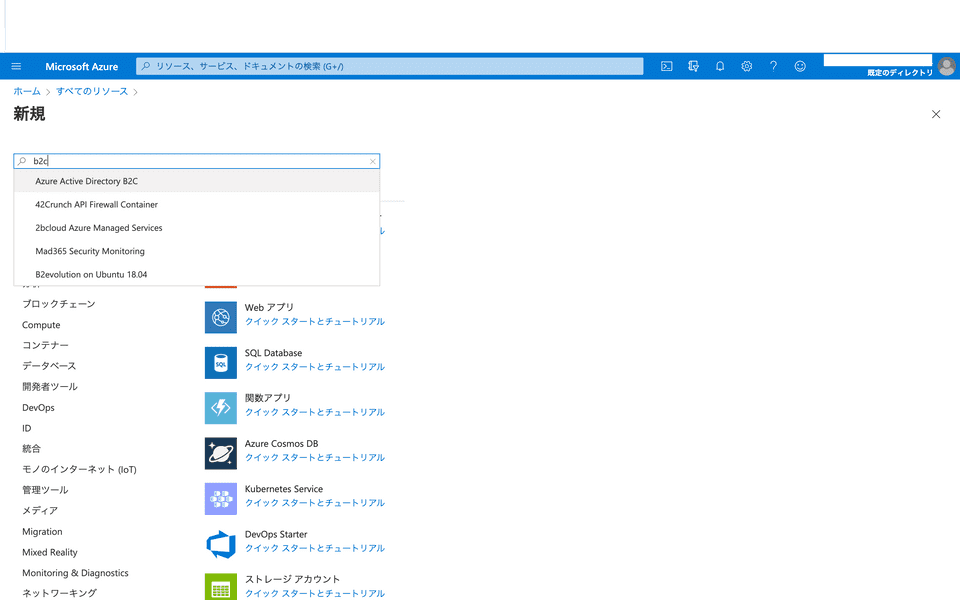 Microsoft Azure
リソース、サービス、ドキュメントの検索 (G+/)
既定のディレクトリ
ホーム > すべてのリソース >
新規
b2c
Azure Active Directory B2C
42Crunch API Firewall Container
2bcloud Azure Managed Services
Mad365 Security Monitoring
B2evolution on Ubuntu 18.04
ブロックチェーン
Compute
コンテナー
データベース
開発者ツール
DevOps
ID
統合
モノのインターネット (IoT)
管理ツール
メディア
Migration
Mixed Reality
Monitoring & Diagnostics
ネットワーキング
Web アプリ
クイック スタートとチュートリアル
SQL
SQL Database
クイック スタートとチュートリアル
関数アプリ
クイック スタートとチュートリアル
Azure Cosmos DB
クイック スタートとチュートリアル
Kubernetes Service
クイック スタートとチュートリアル
DevOps Starter
クイック スタートとチュートリアル
ストレージ アカウント
クイック スタートとチュートリアル